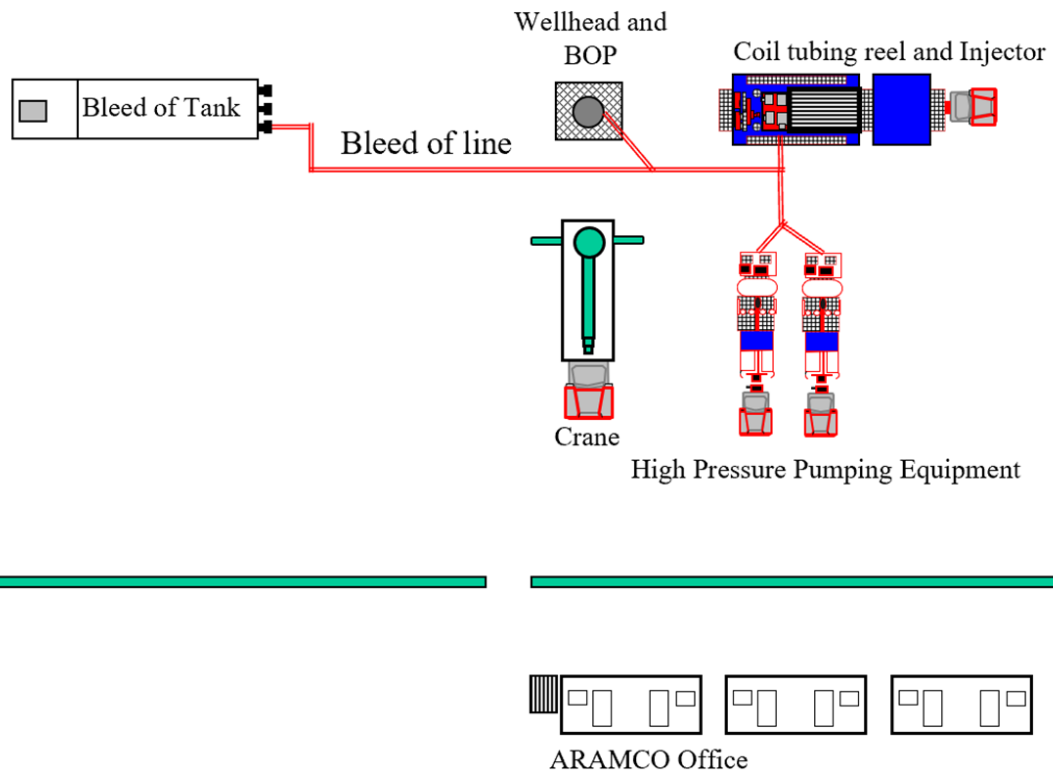 Wellhead and
BOP
Coil tubing reel and Injector
Bleed of Tank
Bleed of line
Crane
High Pressure Pumping Equipment
ARAMCO Office